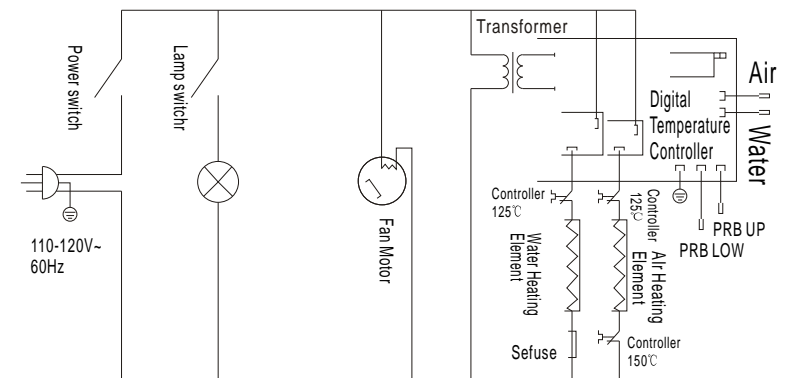 Transformer
Power switch
Lamp switchr
Air
Water
Digital
Temperature
Controller
110-120V~
60Hz
Fan Motor
Controller
125℃
Controller
125℃
PRB UP
PRB LOW
Water Heating
Element
AIr Heating
Element
Sefuse
Controller
150℃